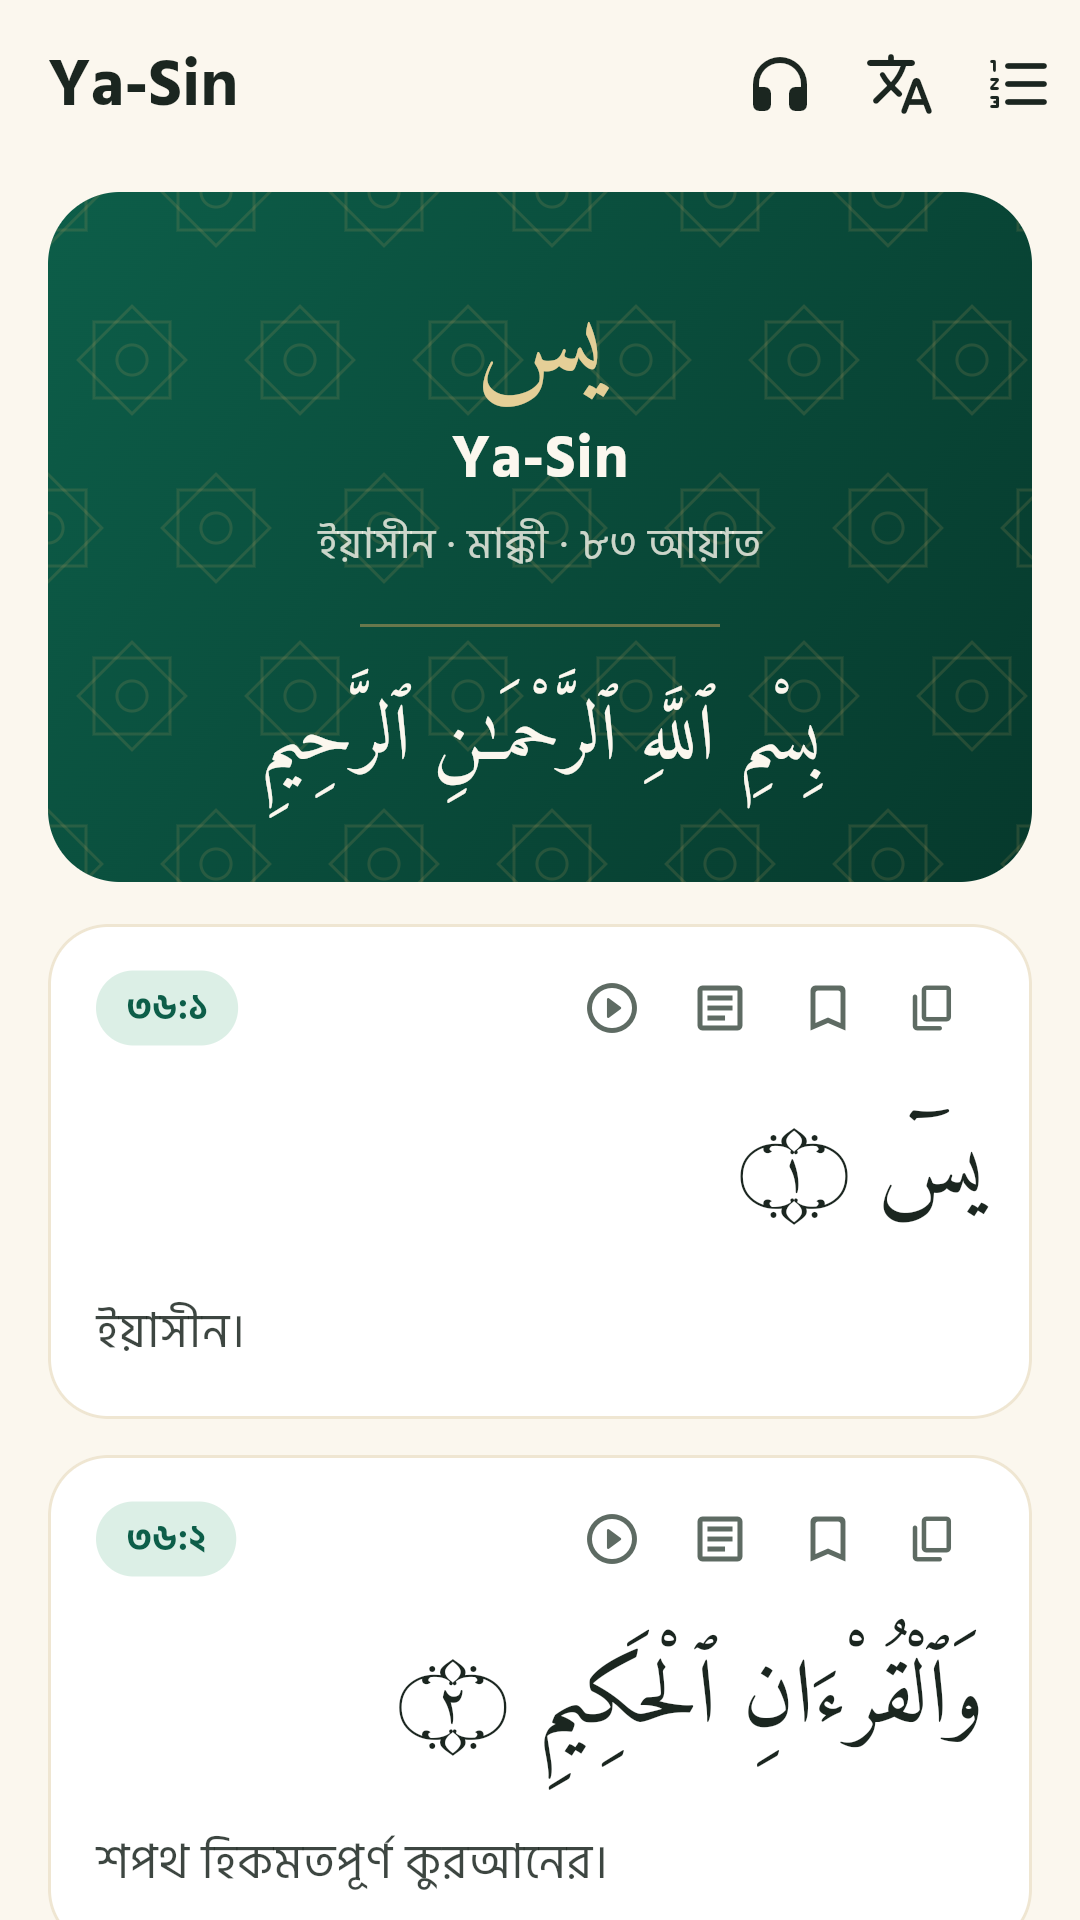 Ya-Sin
يس
Ya-Sin
ইয়াসীন · মাক্কী · ৮৩ আয়াত
بِسْمِ ٱللَّهِ ٱلرَّحْمَـٰنِ ٱلرَّحِيمِ
৩৬:১
يسٓ ١
ইয়াসীন।
৩৬:২
وَٱلْقُرْءَانِ ٱلْحَكِيمِ ٢
শপথ হিকমতপূর্ণ কুরআনের।